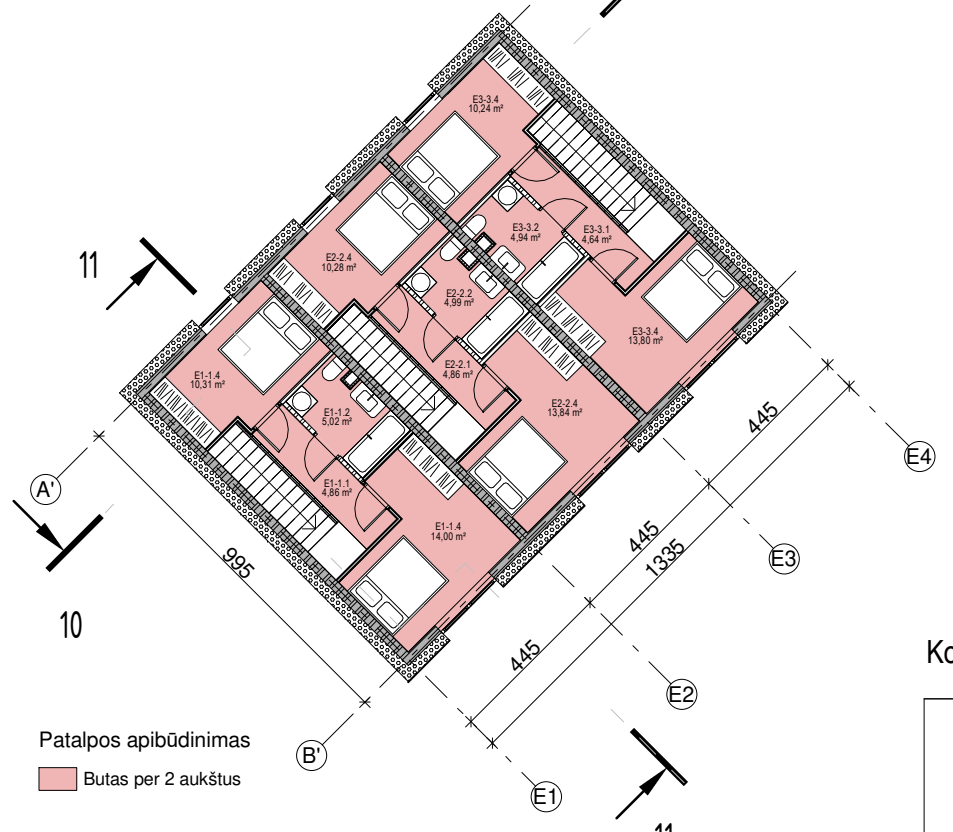 E3-3.4
10,24 m²
E3-3.1
4,64 m²
E3-3.2
4,94 m²
E3-3.4
13,80 m²
E2-2.4
10,28 m²
E2-2.2
4,99 m²
E2-2.1
4,86 m²
E2-2.4
13,84 m²
E1-1.4
10,31 m²
E1-1.2
5,02 m²
E1-1.1
4,86 m²
E1-1.4
14,00 m²
11
10
A'
B'
E1
E2
E3
E4
995
445
445
445
1335
11
Patalpos apibūdinimas
Butas per 2 aukštus
Ko